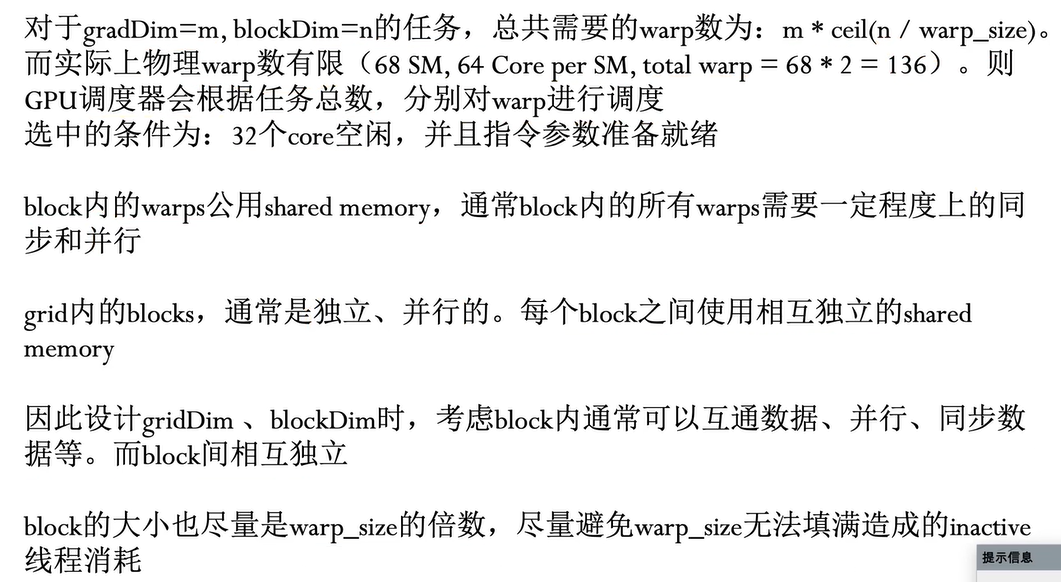 对于gradDim=m, blockDim=n的任务，总共需要的warp数为：m * ceil(n / warp_size)。
而实际上物理warp数有限（68 SM, 64 Core per SM, total warp = 68 * 2 = 136）。则
GPU调度器会根据任务总数，分别对warp进行调度
选中的条件为：32个core空闲，并且指令参数准备就绪
block内的warps公用shared memory，通常block内的所有warps需要一定程度上的同
步和并行
grid内的blocks，通常是独立、并行的。每个block之间使用相互独立的shared
memory
因此设计gridDim 、blockDim时，考虑block内通常可以互通数据、并行、同步数
据等。而block间相互独立
block的大小也尽量是warp_size的倍数，尽量避免warp_size无法填满造成的inactive
线程消耗
提示信息